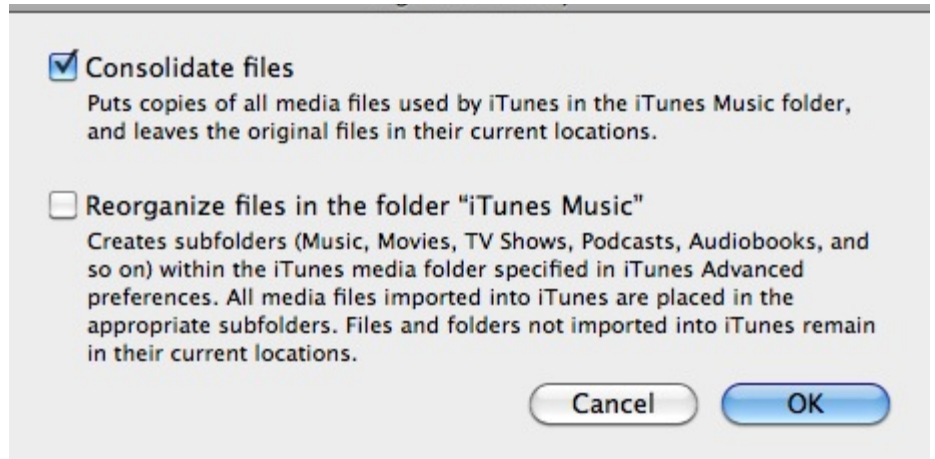 Consolidate files
Puts copies of all media files used by iTunes in the iTunes Music folder,
and leaves the original files in their current locations.
Reorganize files in the folder “iTunes Music”
Creates subfolders (Music, Movies, TV Shows, Podcasts, Audiobooks, and
so on) within the iTunes media folder specified in iTunes Advanced
preferences. All media files imported into iTunes are placed in the
appropriate subfolders. Files and folders not imported into iTunes remain
in their current locations.
Cancel OK